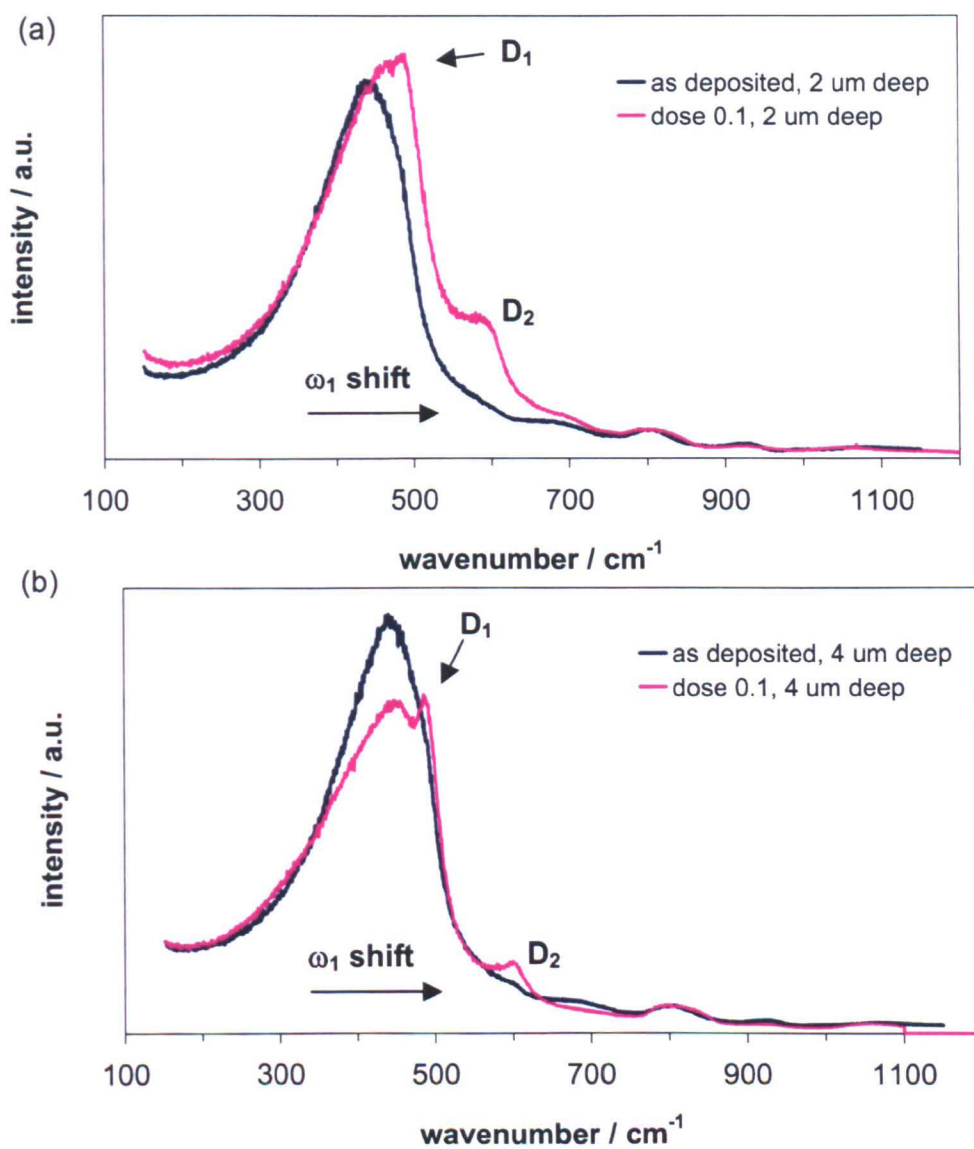 (a)
D₁
as deposited, 2 um deep
dose 0.1, 2 um deep
intensity / a.u.
D₂
ω₁ shift
100 300 500 700 900 1100
wavenumber / cm⁻¹
(b)
D₁
as deposited, 4 um deep
dose 0.1, 4 um deep
intensity / a.u.
ω₁ shift
D₂
100 300 500 700 900 1100
wavenumber / cm⁻¹